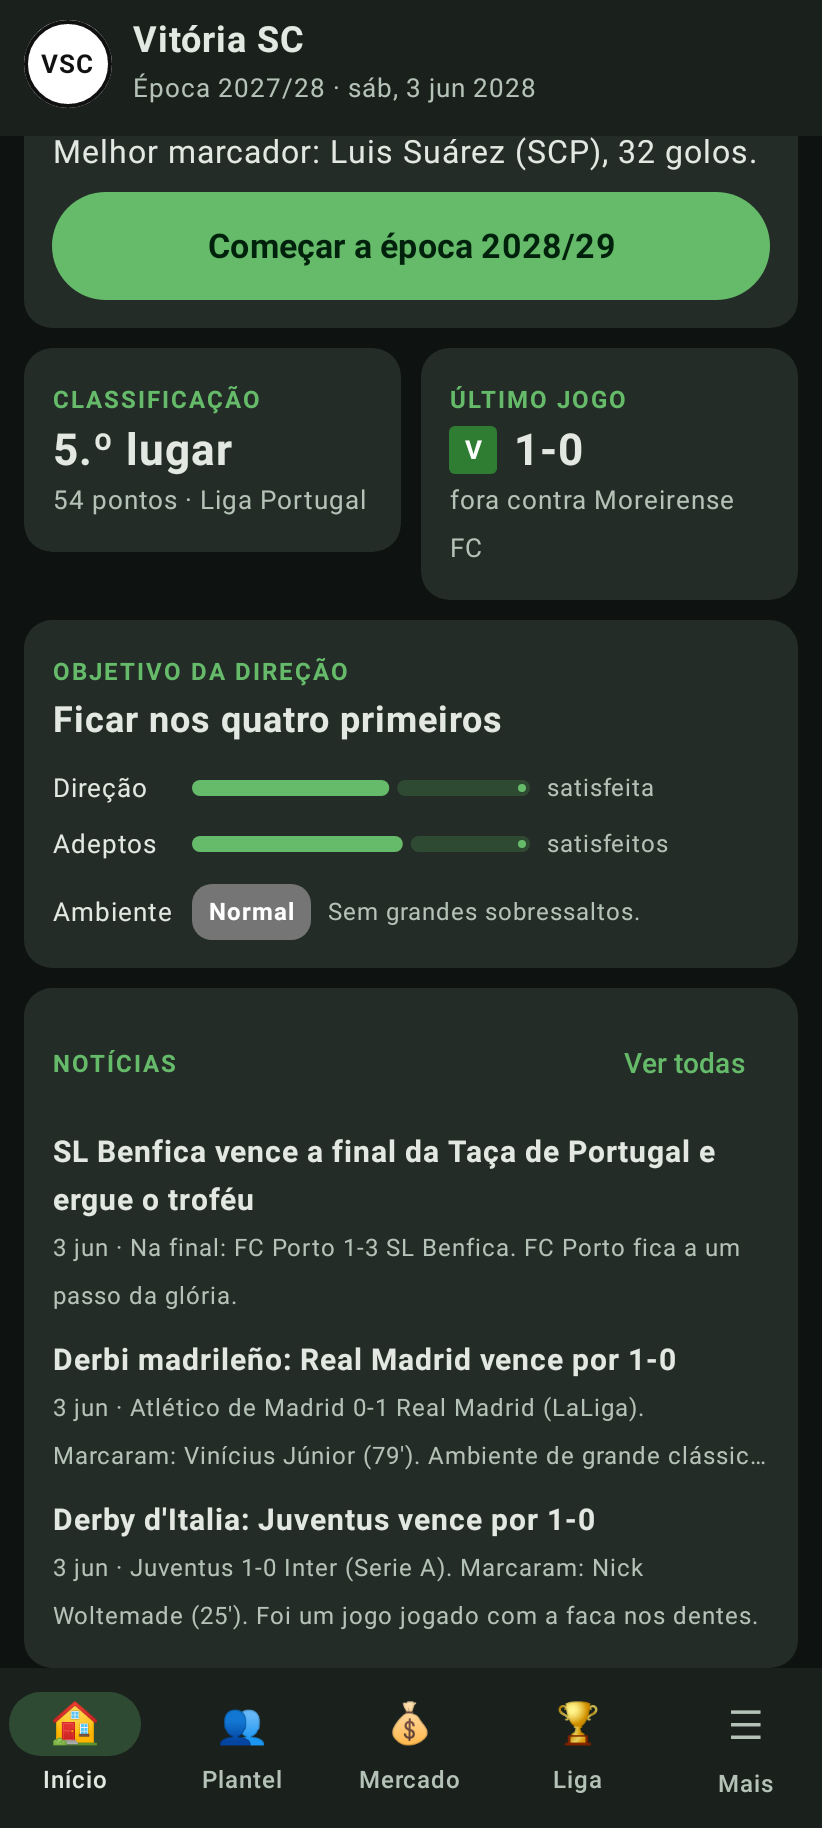 VSC
Vitória SC
Época 2027/28 · sáb, 3 jun 2028
Melhor marcador: Luis Suárez (SCP), 32 golos.
Começar a época 2028/29
CLASSIFICAÇÃO
5.º lugar
54 pontos · Liga Portugal
ÚLTIMO JOGO
V 1-0
fora contra Moreirense
FC
OBJETIVO DA DIREÇÃO
Ficar nos quatro primeiros
Direção satisfeita
Adeptos satisfeitos
Ambiente Normal Sem grandes sobressaltos.
NOTÍCIAS Ver todas
SL Benfica vence a final da Taça de Portugal e
ergue o troféu
3 jun · Na final: FC Porto 1-3 SL Benfica. FC Porto fica a um
passo da glória.
Derbi madrileño: Real Madrid vence por 1-0
3 jun · Atlético de Madrid 0-1 Real Madrid (LaLiga).
Marcaram: Vinícius Júnior (79'). Ambiente de grande clássic…
Derby d'Italia: Juventus vence por 1-0
3 jun · Juventus 1-0 Inter (Serie A). Marcaram: Nick
Woltemade (25'). Foi um jogo jogado com a faca nos dentes.
Início Plantel Mercado Liga Mais